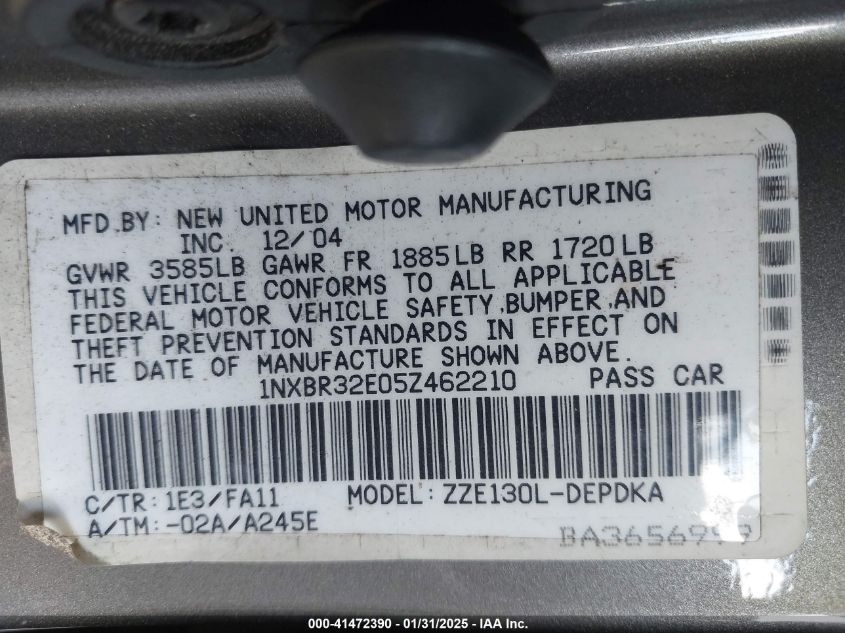 MFD.BY: NEW UNITED MOTOR MANUFACTURING
INC. 12/04
GVWR 3585LB GAWR FR 1885LB RR 1720LB
THIS VEHICLE CONFORMS TO ALL APPLICABLE
FEDERAL MOTOR VEHICLE SAFETY,BUMPER,AND
THEFT PREVENTION STANDARDS IN EFFECT ON
THE DATE OF MANUFACTURE SHOWN ABOVE.
1NXBR32E05Z462210 PASS CAR
C/TR: 1E3/FA11 MODEL: ZZE130L-DEPDKA
A/TM: -02A/A245E
000-41472390 - 01/31/2025 - IAA Inc.